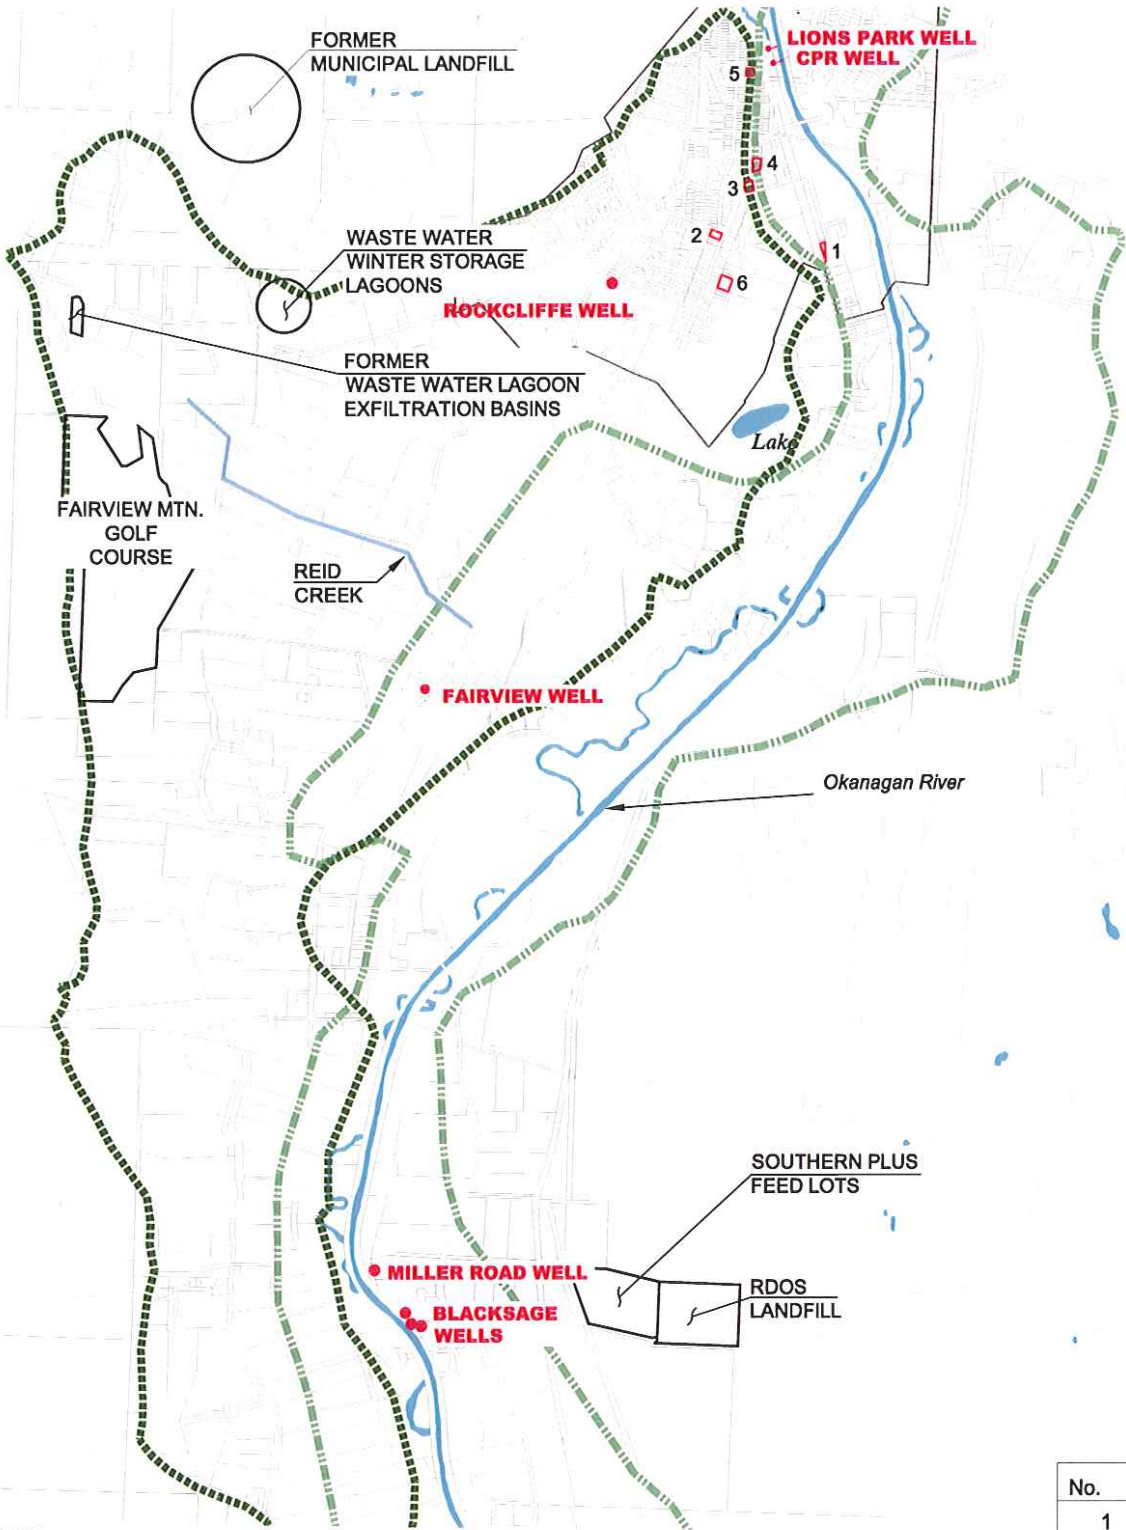 FORMER
MUNICIPAL LANDFILL
LIONS PARK WELL
CPR WELL
5
4
3
2
1
6
WASTE WATER
WINTER STORAGE
LAGOONS
ROCKCLIFFE WELL
FORMER
WASTE WATER LAGOON
EXFILTRATION BASINS
Lake
FAIRVIEW MTN.
GOLF
COURSE
REID
CREEK
FAIRVIEW WELL
Okanagan River
SOUTHERN PLUS
FEED LOTS
MILLER ROAD WELL
RDOS
LANDFILL
BLACKSAGE
WELLS
No.
1